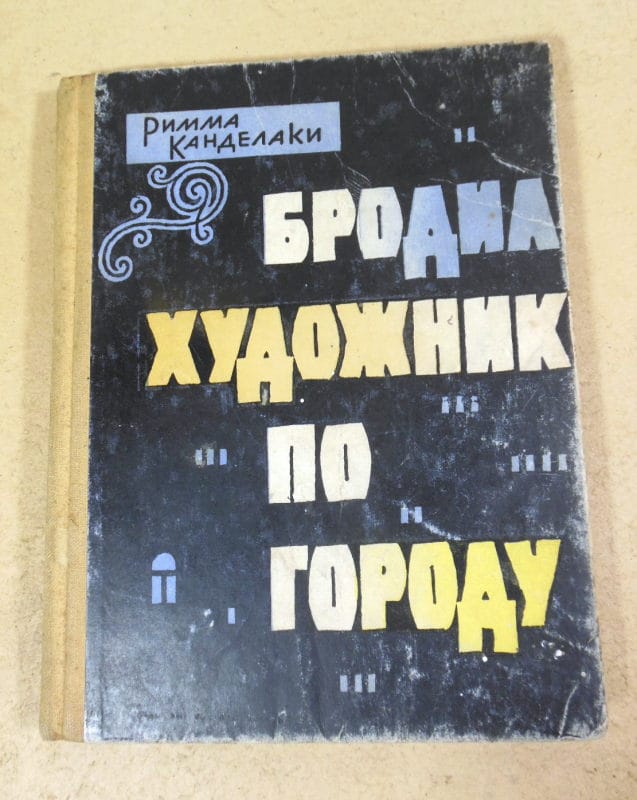 Римма
Канделаки
БРОДИЛ
ХУДОЖНИК
ПО
ГОРОДУ